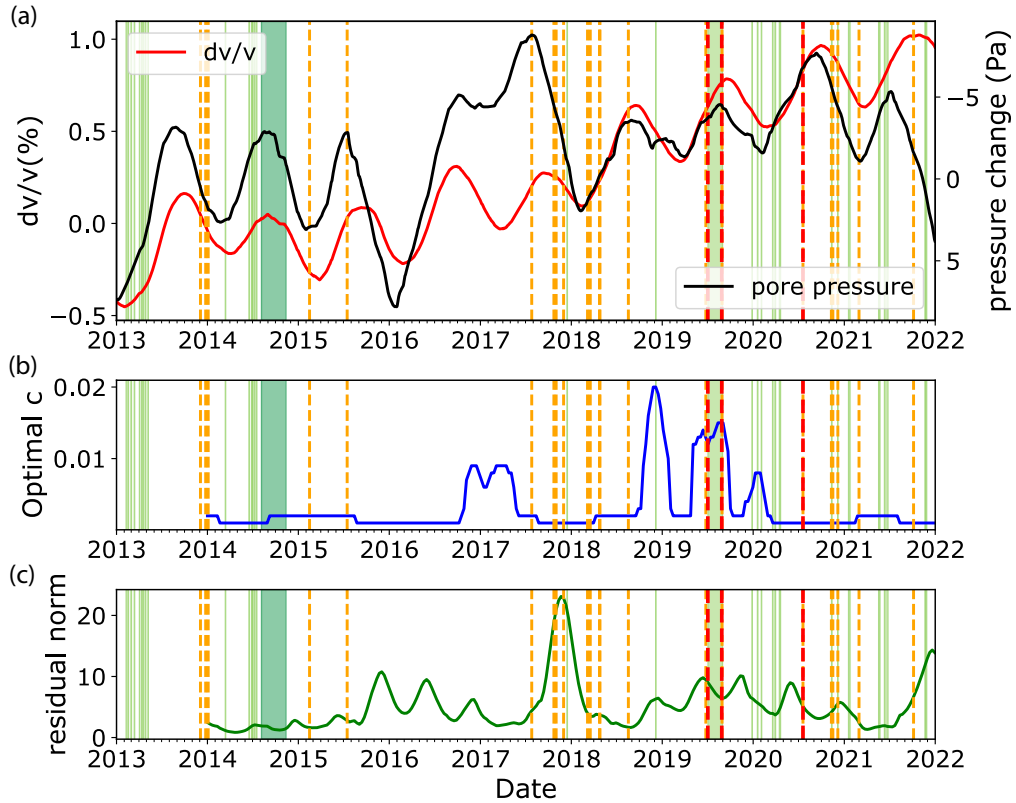 (a)
dv/v
1.0
0.5
0.0
−0.5
dv/v(%)
−5
0
5
pressure change (Pa)
pore pressure
2013 2014 2015 2016 2017 2018 2019 2020 2021 2022
(b)
0.02
0.01
Optimal c
2013 2014 2015 2016 2017 2018 2019 2020 2021 2022
(c)
20
10
0
residual norm
2013 2014 2015 2016 2017 2018 2019 2020 2021 2022
Date